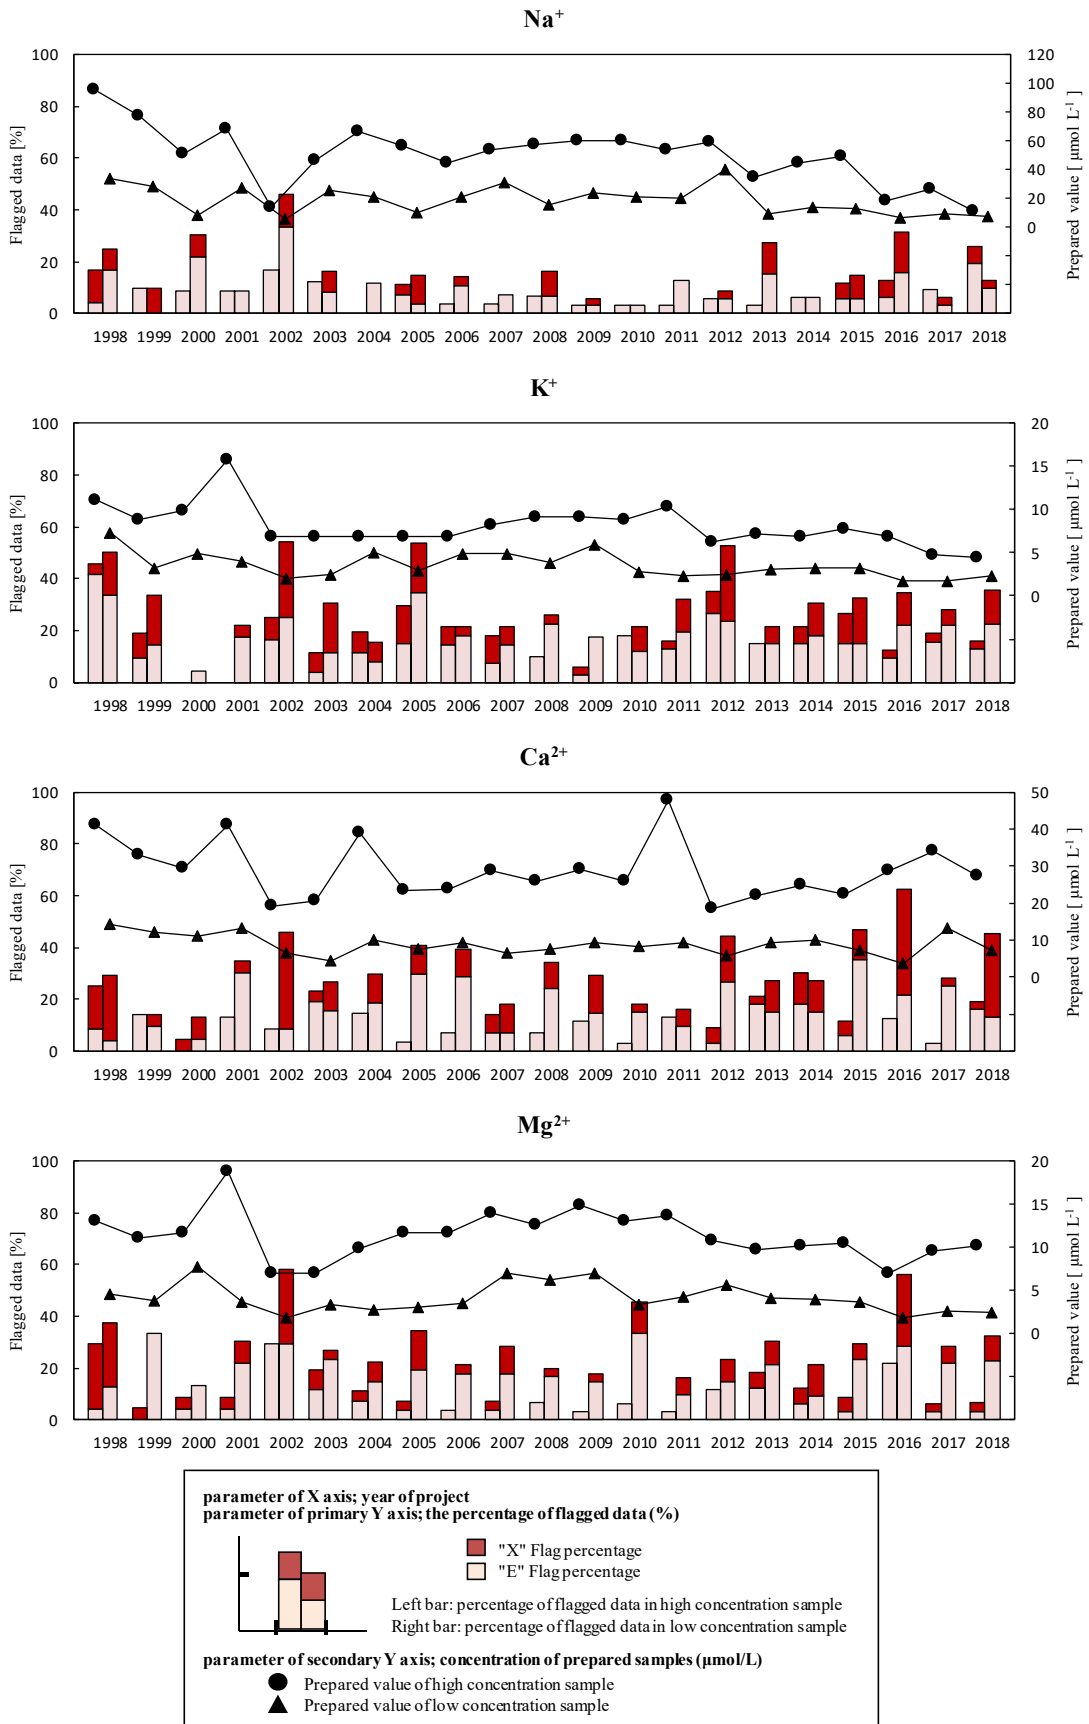 Na⁺
100
80
60
40
20
0
Flagged data [%]
120
100
80
60
40
20
0
Prepared value [ μmol L⁻¹ ]
1998 1999 2000 2001 2002 2003 2004 2005 2006 2007 2008 2009 2010 2011 2012 2013 2014 2015 2016 2017 2018
K⁺
100
80
60
40
20
0
Flagged data [%]
20
15
10
5
0
Prepared value [ μmol L⁻¹ ]
1998 1999 2000 2001 2002 2003 2004 2005 2006 2007 2008 2009 2010 2011 2012 2013 2014 2015 2016 2017 2018
Ca²⁺
100
80
60
40
20
0
Flagged data [%]
50
40
30
20
10
0
Prepared value [ μmol L⁻¹ ]
1998 1999 2000 2001 2002 2003 2004 2005 2006 2007 2008 2009 2010 2011 2012 2013 2014 2015 2016 2017 2018
Mg²⁺
100
80
60
40
20
0
Flagged data [%]
20
15
10
5
0
Prepared value [ μmol L⁻¹ ]
1998 1999 2000 2001 2002 2003 2004 2005 2006 2007 2008 2009 2010 2011 2012 2013 2014 2015 2016 2017 2018
parameter of X axis; year of project
parameter of primary Y axis; the percentage of flagged data (%)
"X" Flag percentage
"E" Flag percentage
Left bar: percentage of flagged data in high concentration sample
Right bar: percentage of flagged data in low concentration sample
parameter of secondary Y axis; concentration of prepared samples (μmol/L)
Prepared value of high concentration sample
Prepared value of low concentration sample